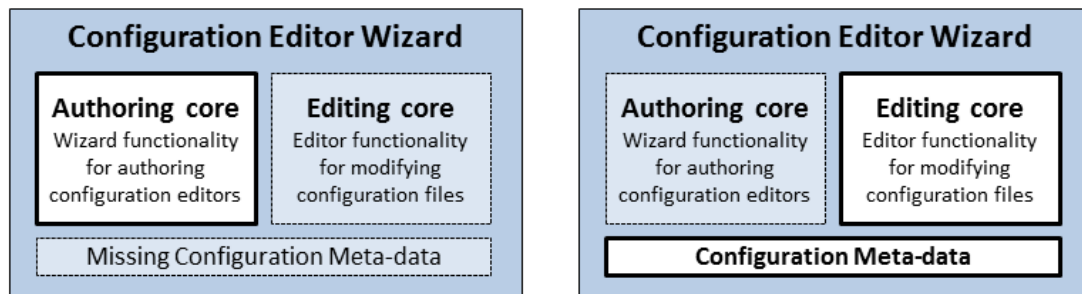 Configuration Editor Wizard
Authoring core
Wizard functionality
for authoring
configuration editors
Editing core
Editor functionality
for modifying
configuration files
Missing Configuration Meta-data
Configuration Editor Wizard
Authoring core
Wizard functionality
for authoring
configuration editors
Editing core
Editor functionality
for modifying
configuration files
Configuration Meta-data